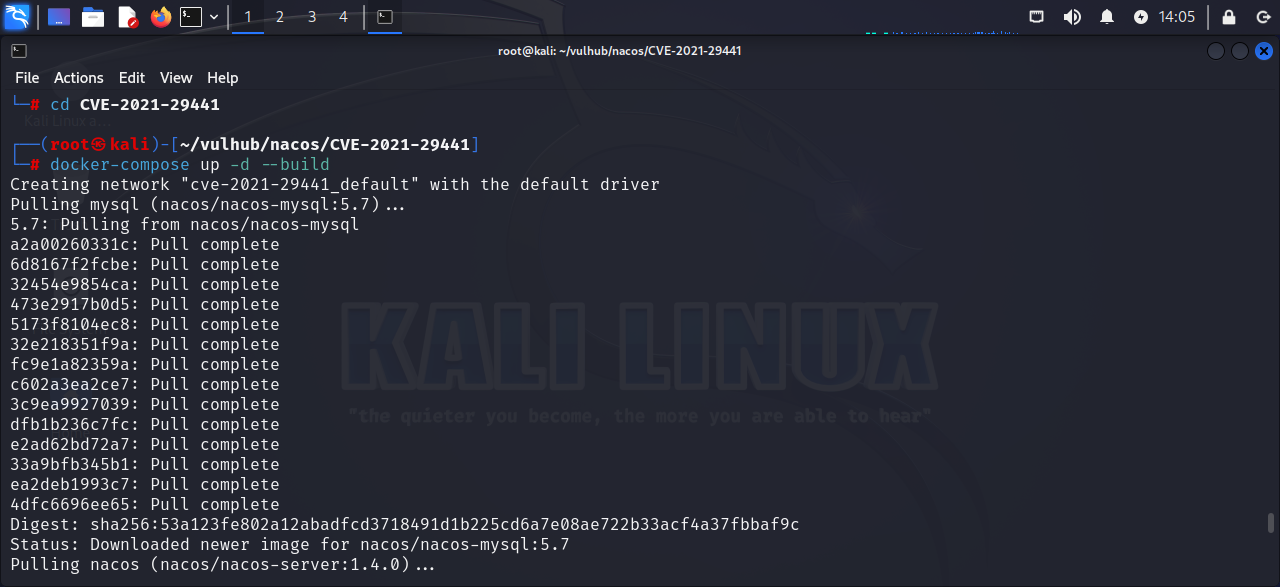 1 2 3 4 14:05
root@kali: ~/vulhub/nacos/CVE-2021-29441
File Actions Edit View Help
└─# cd CVE-2021-29441
Kali Linux a...
┌──(root㉿kali)-[~/vulhub/nacos/CVE-2021-29441]
└─# docker-compose up -d --build
Creating network "cve-2021-29441_default" with the default driver
Pulling mysql (nacos/nacos-mysql:5.7)...
5.7: Pulling from nacos/nacos-mysql
a2a00260331c: Pull complete
6d8167f2fcbe: Pull complete
32454e9854ca: Pull complete
473e2917b0d5: Pull complete
5173f8104ec8: Pull complete
32e218351f9a: Pull complete
fc9e1a82359a: Pull complete
c602a3ea2ce7: Pull complete
3c9ea9927039: Pull complete
dfb1b236c7fc: Pull complete
e2ad62bd72a7: Pull complete
33a9bfb345b1: Pull complete
ea2deb1993c7: Pull complete
4dfc6696ee65: Pull complete
Digest: sha256:53a123fe802a12abadfcd3718491d1b225cd6a7e08ae722b33acf4a37fbbaf9c
Status: Downloaded newer image for nacos/nacos-mysql:5.7
Pulling nacos (nacos/nacos-server:1.4.0)...
KALI LINUX
"the quieter you become, the more you are able to hear"